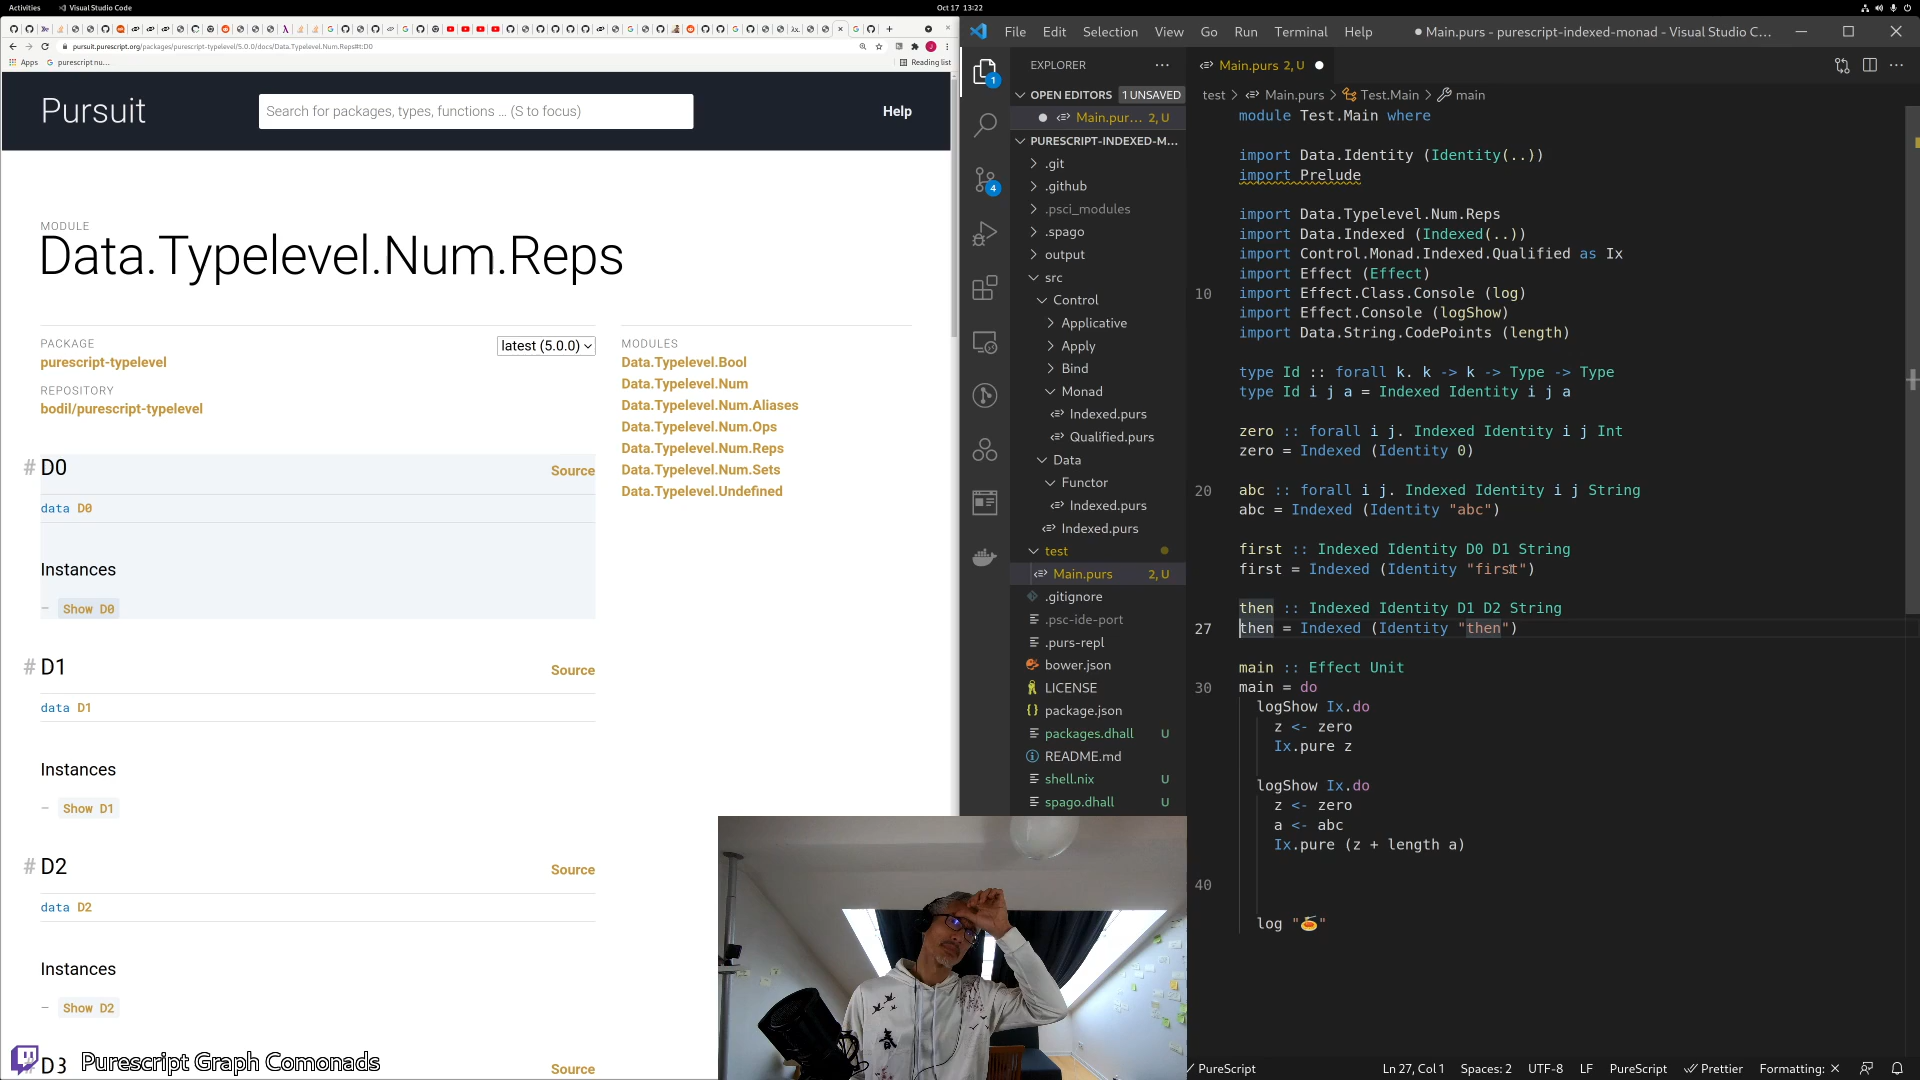 Activities
Visual Studio Code
Oct 17 13:22
pursuit.purescript.org/packages/purescript-typelevel/5.0.0/docs/Data.Typelevel.Num.Reps#t:D0
Apps
purescript nu...
Reading list
Pursuit
Search for packages, types, functions ... (S to focus)
Help
MODULE
Data.Typelevel.Num.Reps
PACKAGE
purescript-typelevel
latest (5.0.0)
REPOSITORY
bodil/purescript-typelevel
MODULES
Data.Typelevel.Bool
Data.Typelevel.Num
Data.Typelevel.Num.Aliases
Data.Typelevel.Num.Ops
Data.Typelevel.Num.Reps
Data.Typelevel.Num.Sets
Data.Typelevel.Undefined
# D0
Source
data D0
Instances
- Show D0
# D1
Source
data D1
Instances
- Show D1
# D2
Source
data D2
Instances
- Show D2
# D3
Source
Purescript Graph Comonads
File Edit Selection View Go Run Terminal Help
● Main.purs - purescript-indexed-monad - Visual Studio C...
EXPLORER
OPEN EDITORS 1 UNSAVED
Main.pur... 2, U
PURESCRIPT-INDEXED-M...
.git
.github
.psci_modules
.spago
output
src
Control
Applicative
Apply
Bind
Monad
Indexed.purs
Qualified.purs
Data
Functor
Indexed.purs
Indexed.purs
test
Main.purs 2, U
.gitignore
.psc-ide-port
.purs-repl
bower.json
LICENSE
package.json
packages.dhall U
README.md
shell.nix U
spago.dhall U
1
4
Main.purs 2, U
test > Main.purs > Test.Main > main
module Test.Main where
import Data.Identity (Identity(..))
import Prelude
import Data.Typelevel.Num.Reps
import Data.Indexed (Indexed(..))
import Control.Monad.Indexed.Qualified as Ix
import Effect (Effect)
10 import Effect.Class.Console (log)
import Effect.Console (logShow)
import Data.String.CodePoints (length)
type Id :: forall k. k -> k -> Type -> Type
type Id i j a = Indexed Identity i j a
zero :: forall i j. Indexed Identity i j Int
zero = Indexed (Identity 0)
20 abc :: forall i j. Indexed Identity i j String
abc = Indexed (Identity "abc")
first :: Indexed Identity D0 D1 String
first = Indexed (Identity "first")
then :: Indexed Identity D1 D2 String
27 then = Indexed (Identity "then")
main :: Effect Unit
30 main = do
logShow Ix.do
z <- zero
Ix.pure z
logShow Ix.do
z <- zero
a <- abc
Ix.pure (z + length a)
40
log "🍝"
PureScript
Ln 27, Col 1
Spaces: 2
UTF-8
LF
PureScript
Prettier
Formatting: ×
春